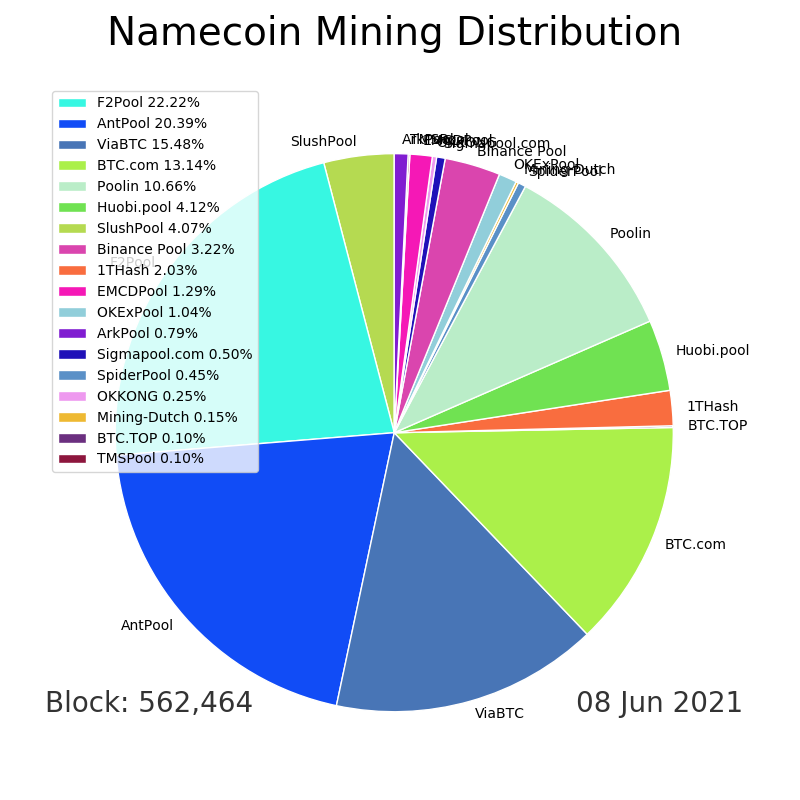 Namecoin Mining Distribution
F2Pool 22.22%
AntPool 20.39%
ViaBTC 15.48%
BTC.com 13.14%
Poolin 10.66%
Huobi.pool 4.12%
SlushPool 4.07%
Binance Pool 3.22%
1THash 2.03%
EMCDPool 1.29%
OKExPool 1.04%
ArkPool 0.79%
Sigmapool.com 0.50%
SpiderPool 0.45%
OKKONG 0.25%
Mining-Dutch 0.15%
BTC.TOP 0.10%
TMSPool 0.10%
SlushPool
Binance Pool
OKExPool
Mining-Dutch
SpiderPool
Poolin
F2Pool
Huobi.pool
1THash
BTC.TOP
BTC.com
AntPool
ViaBTC
Block: 562,464
08 Jun 2021